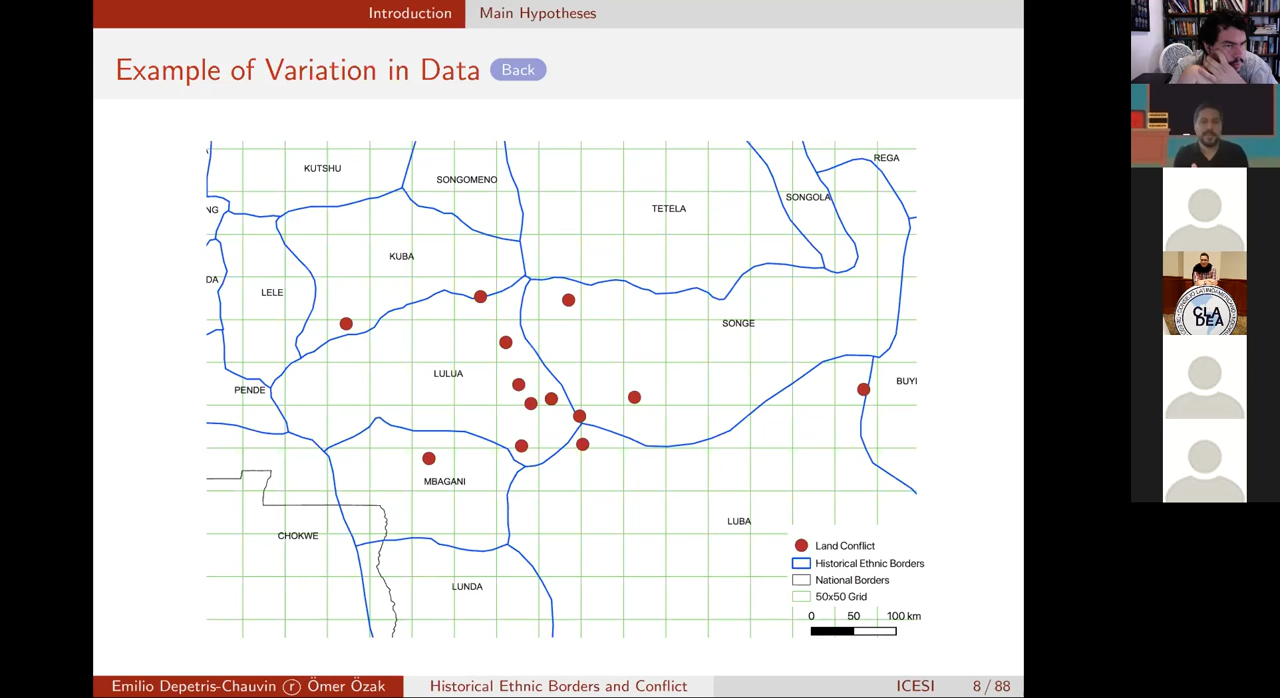 Introduction Main Hypotheses
Example of Variation in Data Back
KUTSHU
SONGOMENO
REGA
SONGOLA
TETELA
NG
KUBA
DA
LELE
SONGE
LULUA
PENDE
BUYI
MBAGANI
LUBA
CHOKWE
LUNDA
Land Conflict
Historical Ethnic Borders
National Borders
50x50 Grid
0 50 100 km
Emilio Depetris-Chauvin ⓡ Ömer Özak Historical Ethnic Borders and Conflict ICESI 8 / 88
CLA
DEA